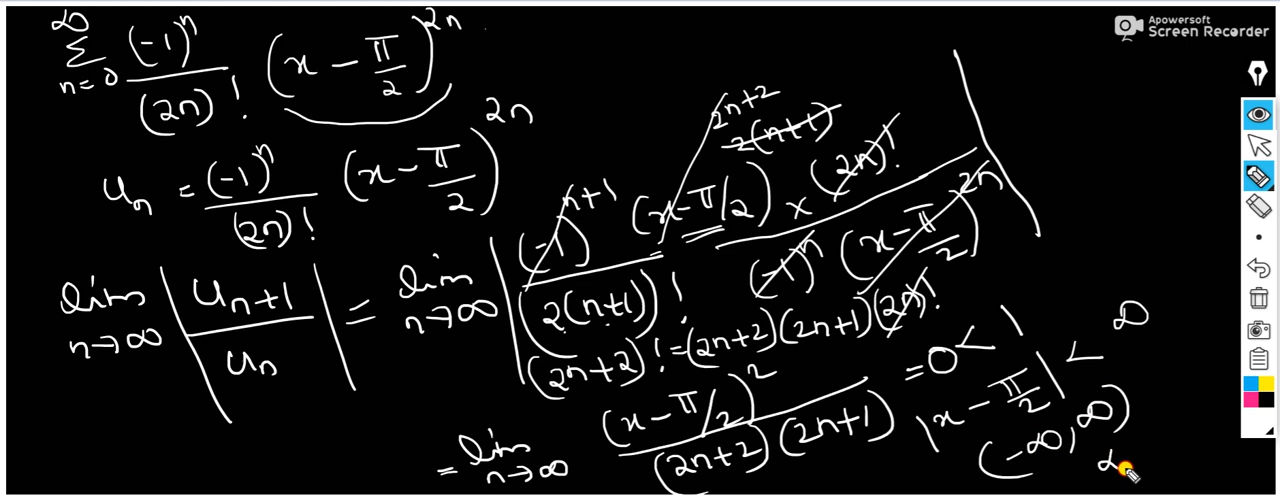 Apowersoft
Screen Recorder
∞
Σ (-1)^n / (2n)! (x - π/2)^2n
n=0
u_n = (-1)^n / (2n)! (x - π/2)^2n
lim n→∞ | u_n+1 / u_n | = lim n→∞ | (-1)^n+1 (x-π/2)^2(n+1) 2n+2 / (2(n+1))! × (2n)! / (-1)^n (x-π/2)^2n |
(2n+2)! = (2n+2)(2n+1)(2n)!
= lim n→∞ (x-π/2)^2 / (2n+2)(2n+1) = 0 < 1
|x - π/2| < ∞
(-∞, ∞)